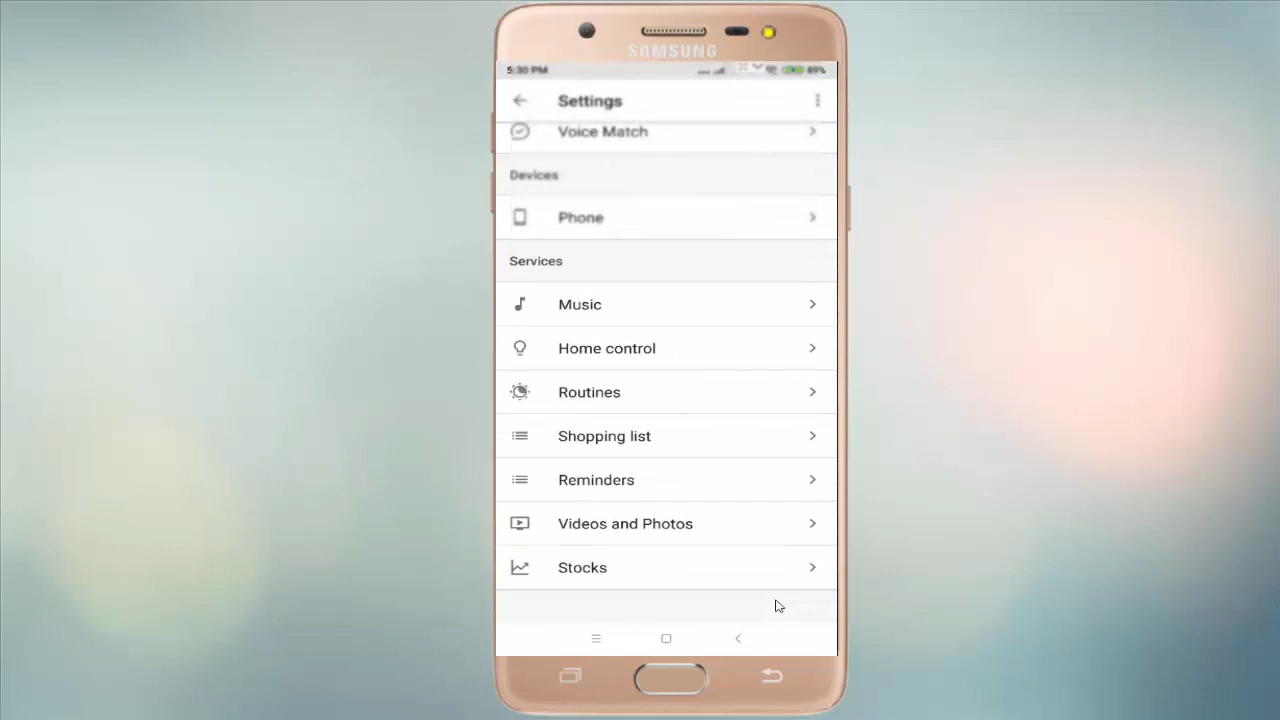 SAMSUNG
5:30 PM
89%
Settings
Voice Match
Devices
Phone
Services
Music
Home control
Routines
Shopping list
Reminders
Videos and Photos
Stocks